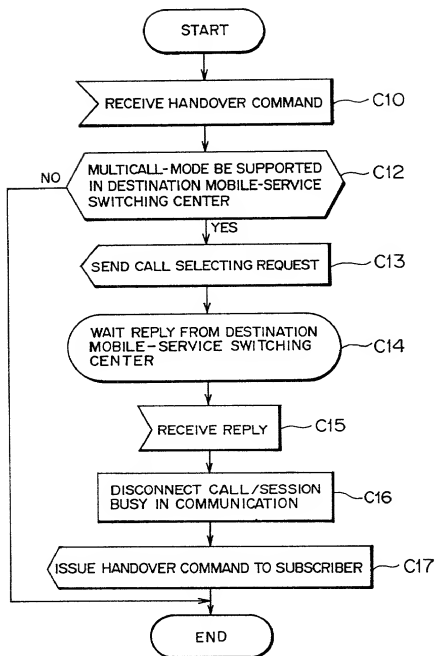 START
RECEIVE HANDOVER COMMAND
C10
NO
MULTICALL-MODE BE SUPPORTED
IN DESTINATION MOBILE-SERVICE
SWITCHING CENTER
C12
YES
SEND CALL SELECTING REQUEST
C13
WAIT REPLY FROM DESTINATION
MOBILE-SERVICE SWITCHING
CENTER
C14
RECEIVE REPLY
C15
DISCONNECT CALL/SESSION
BUSY IN COMMUNICATION
C16
ISSUE HANDOVER COMMAND TO SUBSCRIBER
C17
END